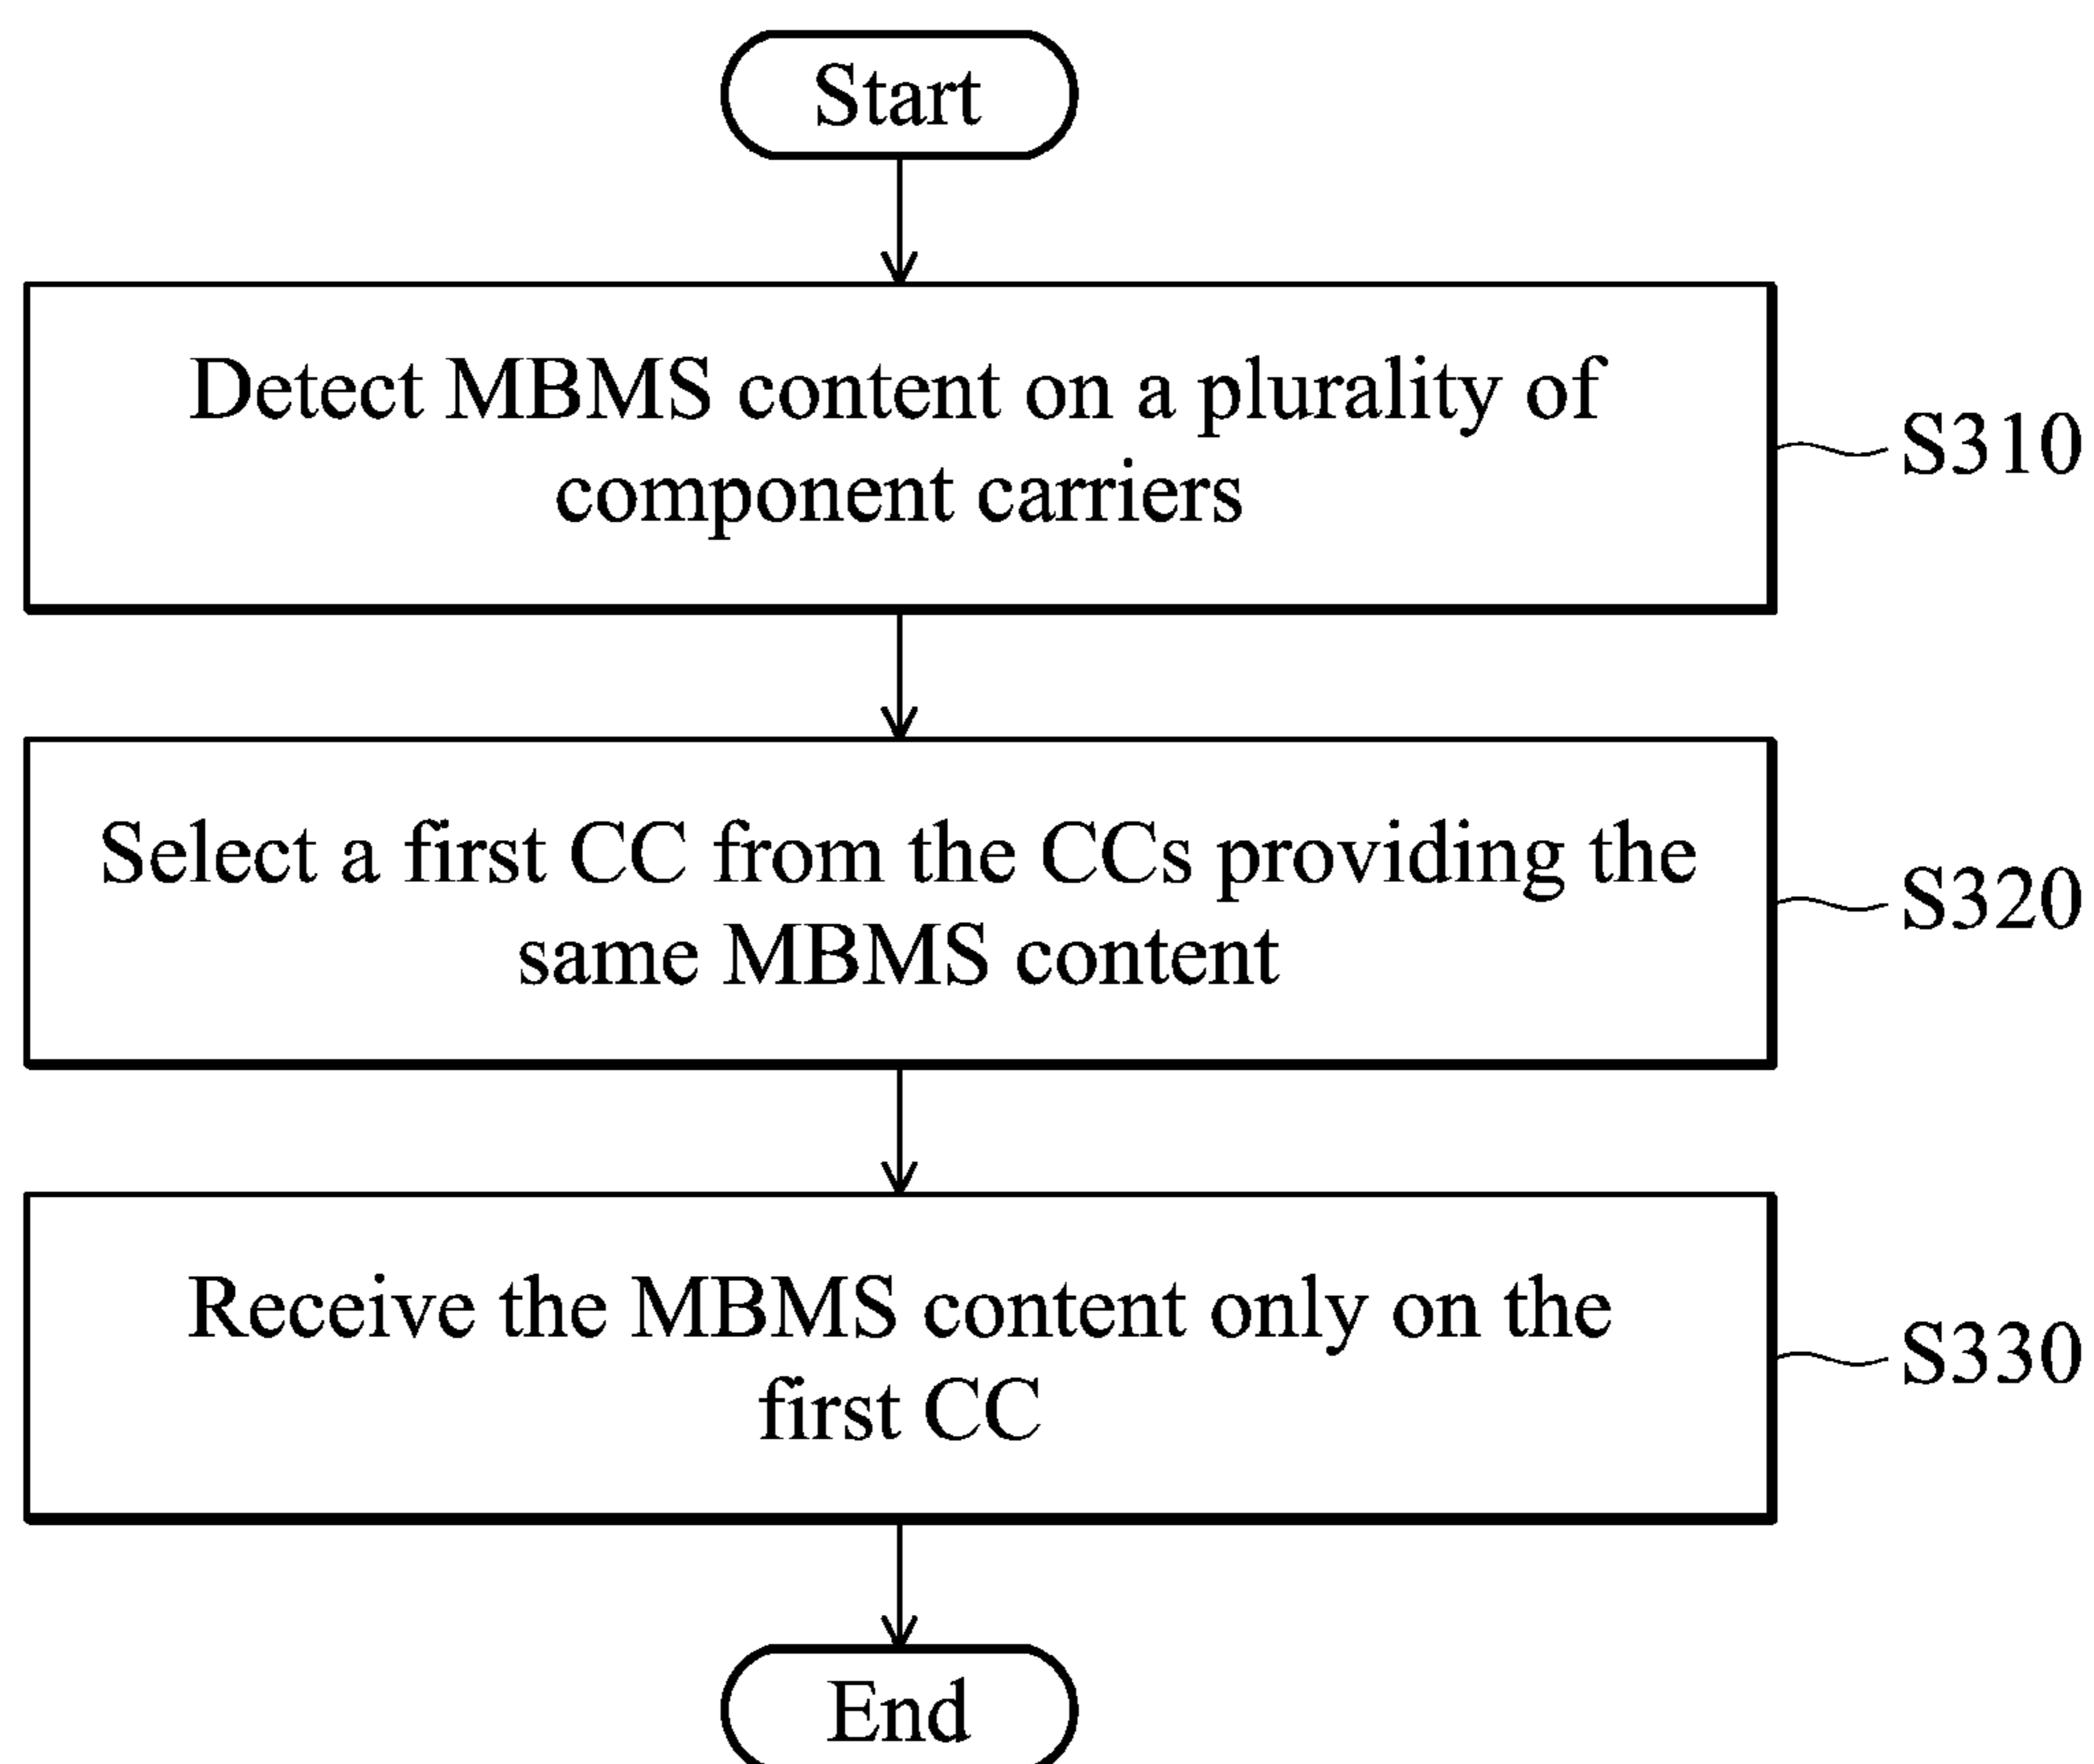 Start
Detect MBMS content on a plurality of
component carriers
S310
Select a first CC from the CCs providing the
same MBMS content
S320
Receive the MBMS content only on the
first CC
S330
End